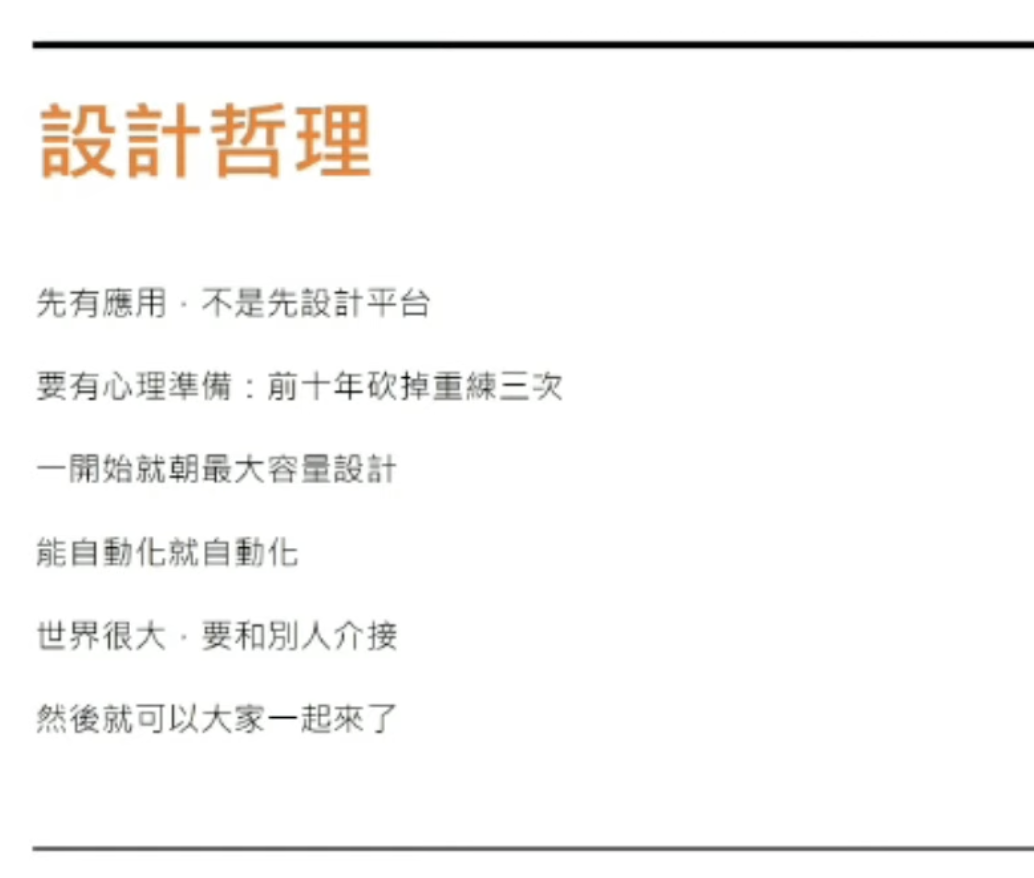 設計哲理
先有應用，不是先設計平台
要有心理準備：前十年砍掉重練三次
一開始就朝最大容量設計
能自動化就自動化
世界很大，要和別人介接
然後就可以大家一起來了